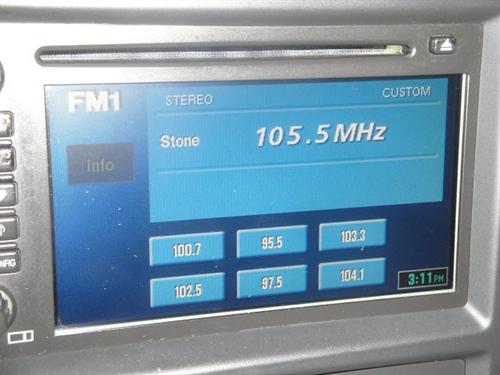 FM1
STEREO CUSTOM
Stone 105.5MHz
Info
100.7 95.5 103.3
102.5 97.5 104.1
3:11PM